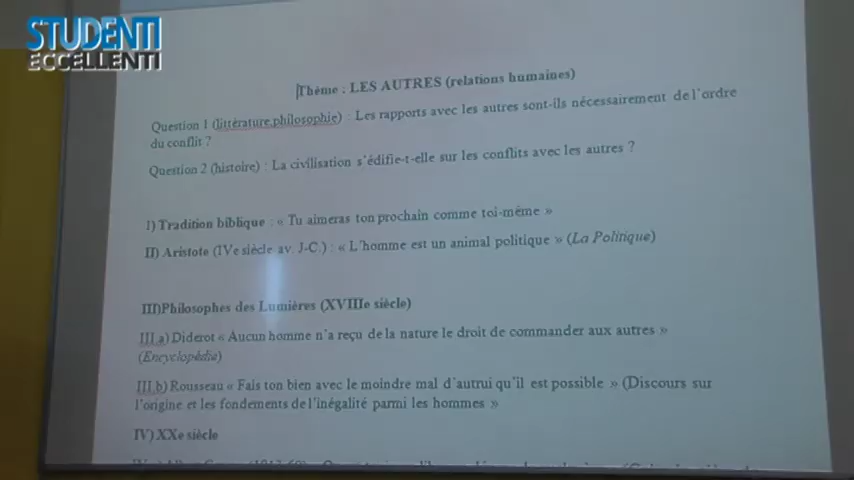 STUDENTI
ECCELLENTI
Thème : LES AUTRES (relations humaines)
Question 1 (littérature,philosophie) : Les rapports avec les autres sont-ils nécessairement de l'ordre
du conflit ?
Question 2 (histoire) : La civilisation s'édifie-t-elle sur les conflits avec les autres ?
I) Tradition biblique : « Tu aimeras ton prochain comme toi-même »
II) Aristote (IVe siècle av. J-C.) : « L'homme est un animal politique » (La Politique)
III)Philosophes des Lumières (XVIIIe siècle)
III.a) Diderot « Aucun homme n'a reçu de la nature le droit de commander aux autres »
(Encyclopédie)
III.b) Rousseau « Fais ton bien avec le moindre mal d'autrui qu'il est possible » (Discours sur
l'origine et les fondements de l'inégalité parmi les hommes »
IV) XXe siècle